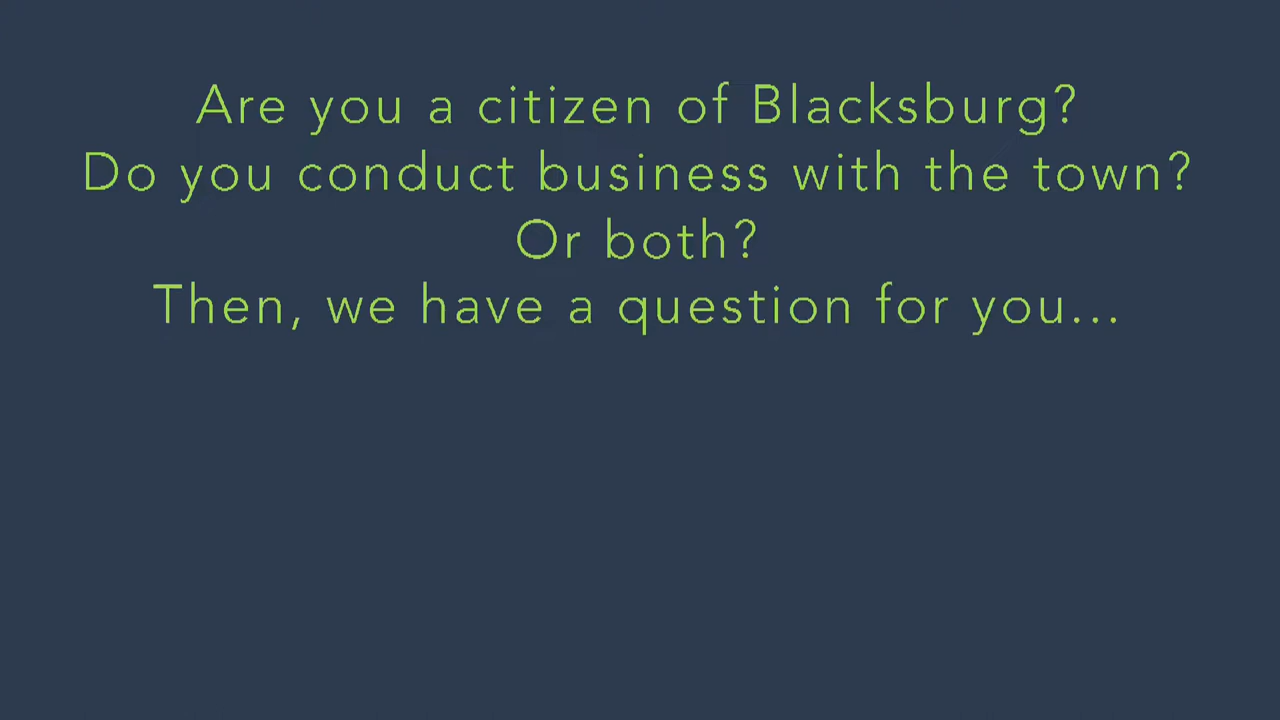 Are you a citizen of Blacksburg?
Do you conduct business with the town?
Or both?
Then, we have a question for you...